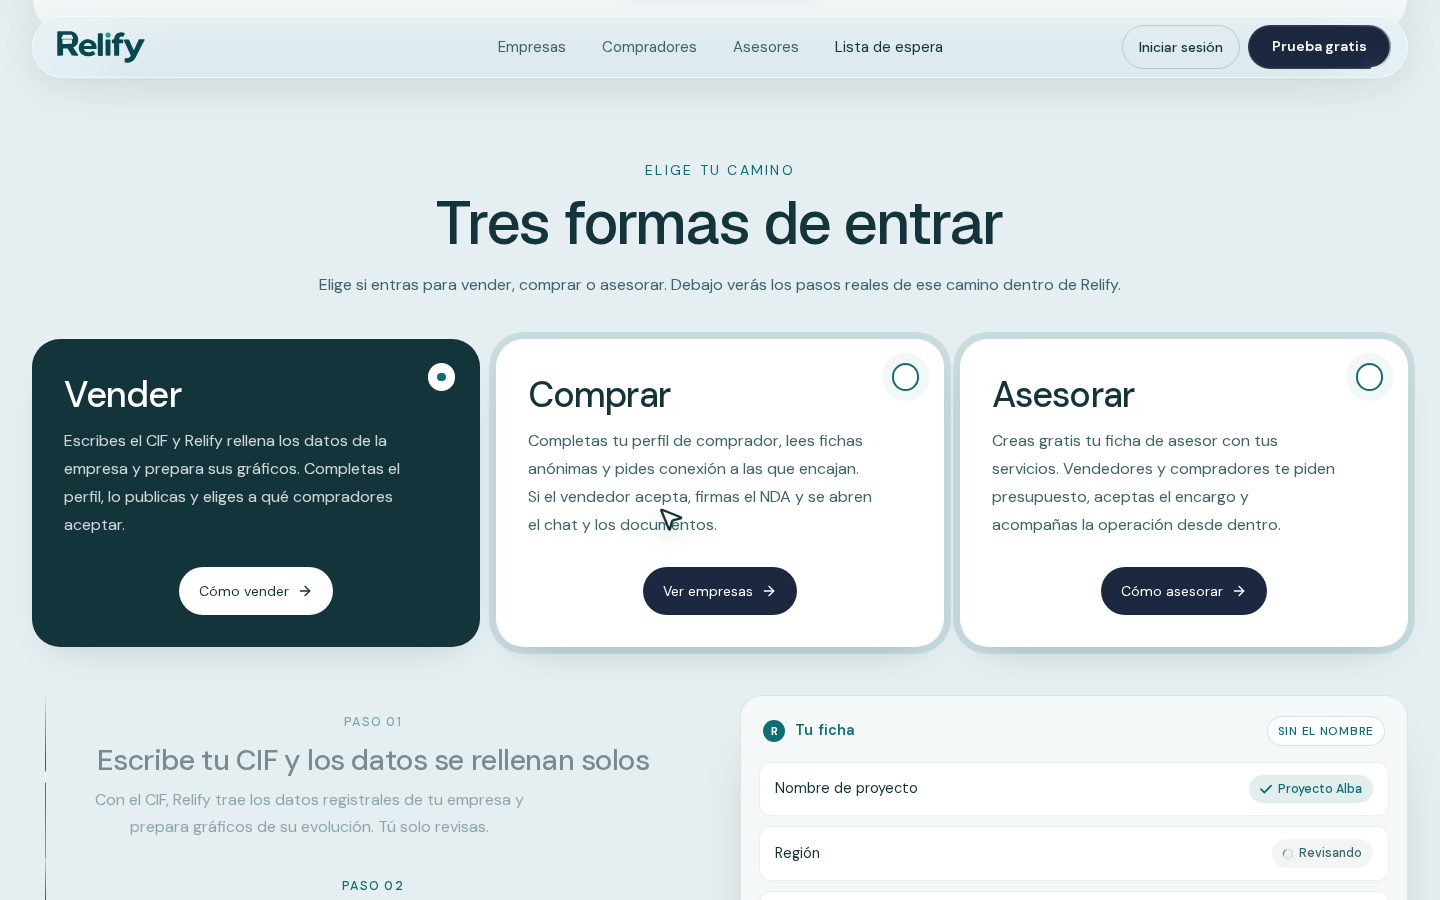 Relify
Empresas
Compradores
Asesores
Lista de espera
Iniciar sesión
Prueba gratis
ELIGE TU CAMINO
Tres formas de entrar
Elige si entras para vender, comprar o asesorar. Debajo verás los pasos reales de ese camino dentro de Relify.
Vender
Escribes el CIF y Relify rellena los datos de la
empresa y prepara sus gráficos. Completas el
perfil, lo publicas y eliges a qué compradores
aceptar.
Cómo vender
Comprar
Completas tu perfil de comprador, lees fichas
anónimas y pides conexión a las que encajan.
Si el vendedor acepta, firmas el NDA y se abren
el chat y los documentos.
Ver empresas
Asesorar
Creas gratis tu ficha de asesor con tus
servicios. Vendedores y compradores te piden
presupuesto, aceptas el encargo y
acompañas la operación desde dentro.
Cómo asesorar
PASO 01
Escribe tu CIF y los datos se rellenan solos
Con el CIF, Relify trae los datos registrales de tu empresa y
prepara gráficos de su evolución. Tú solo revisas.
PASO 02
R
Tu ficha
SIN EL NOMBRE
Nombre de proyecto
Proyecto Alba
Región
Revisando